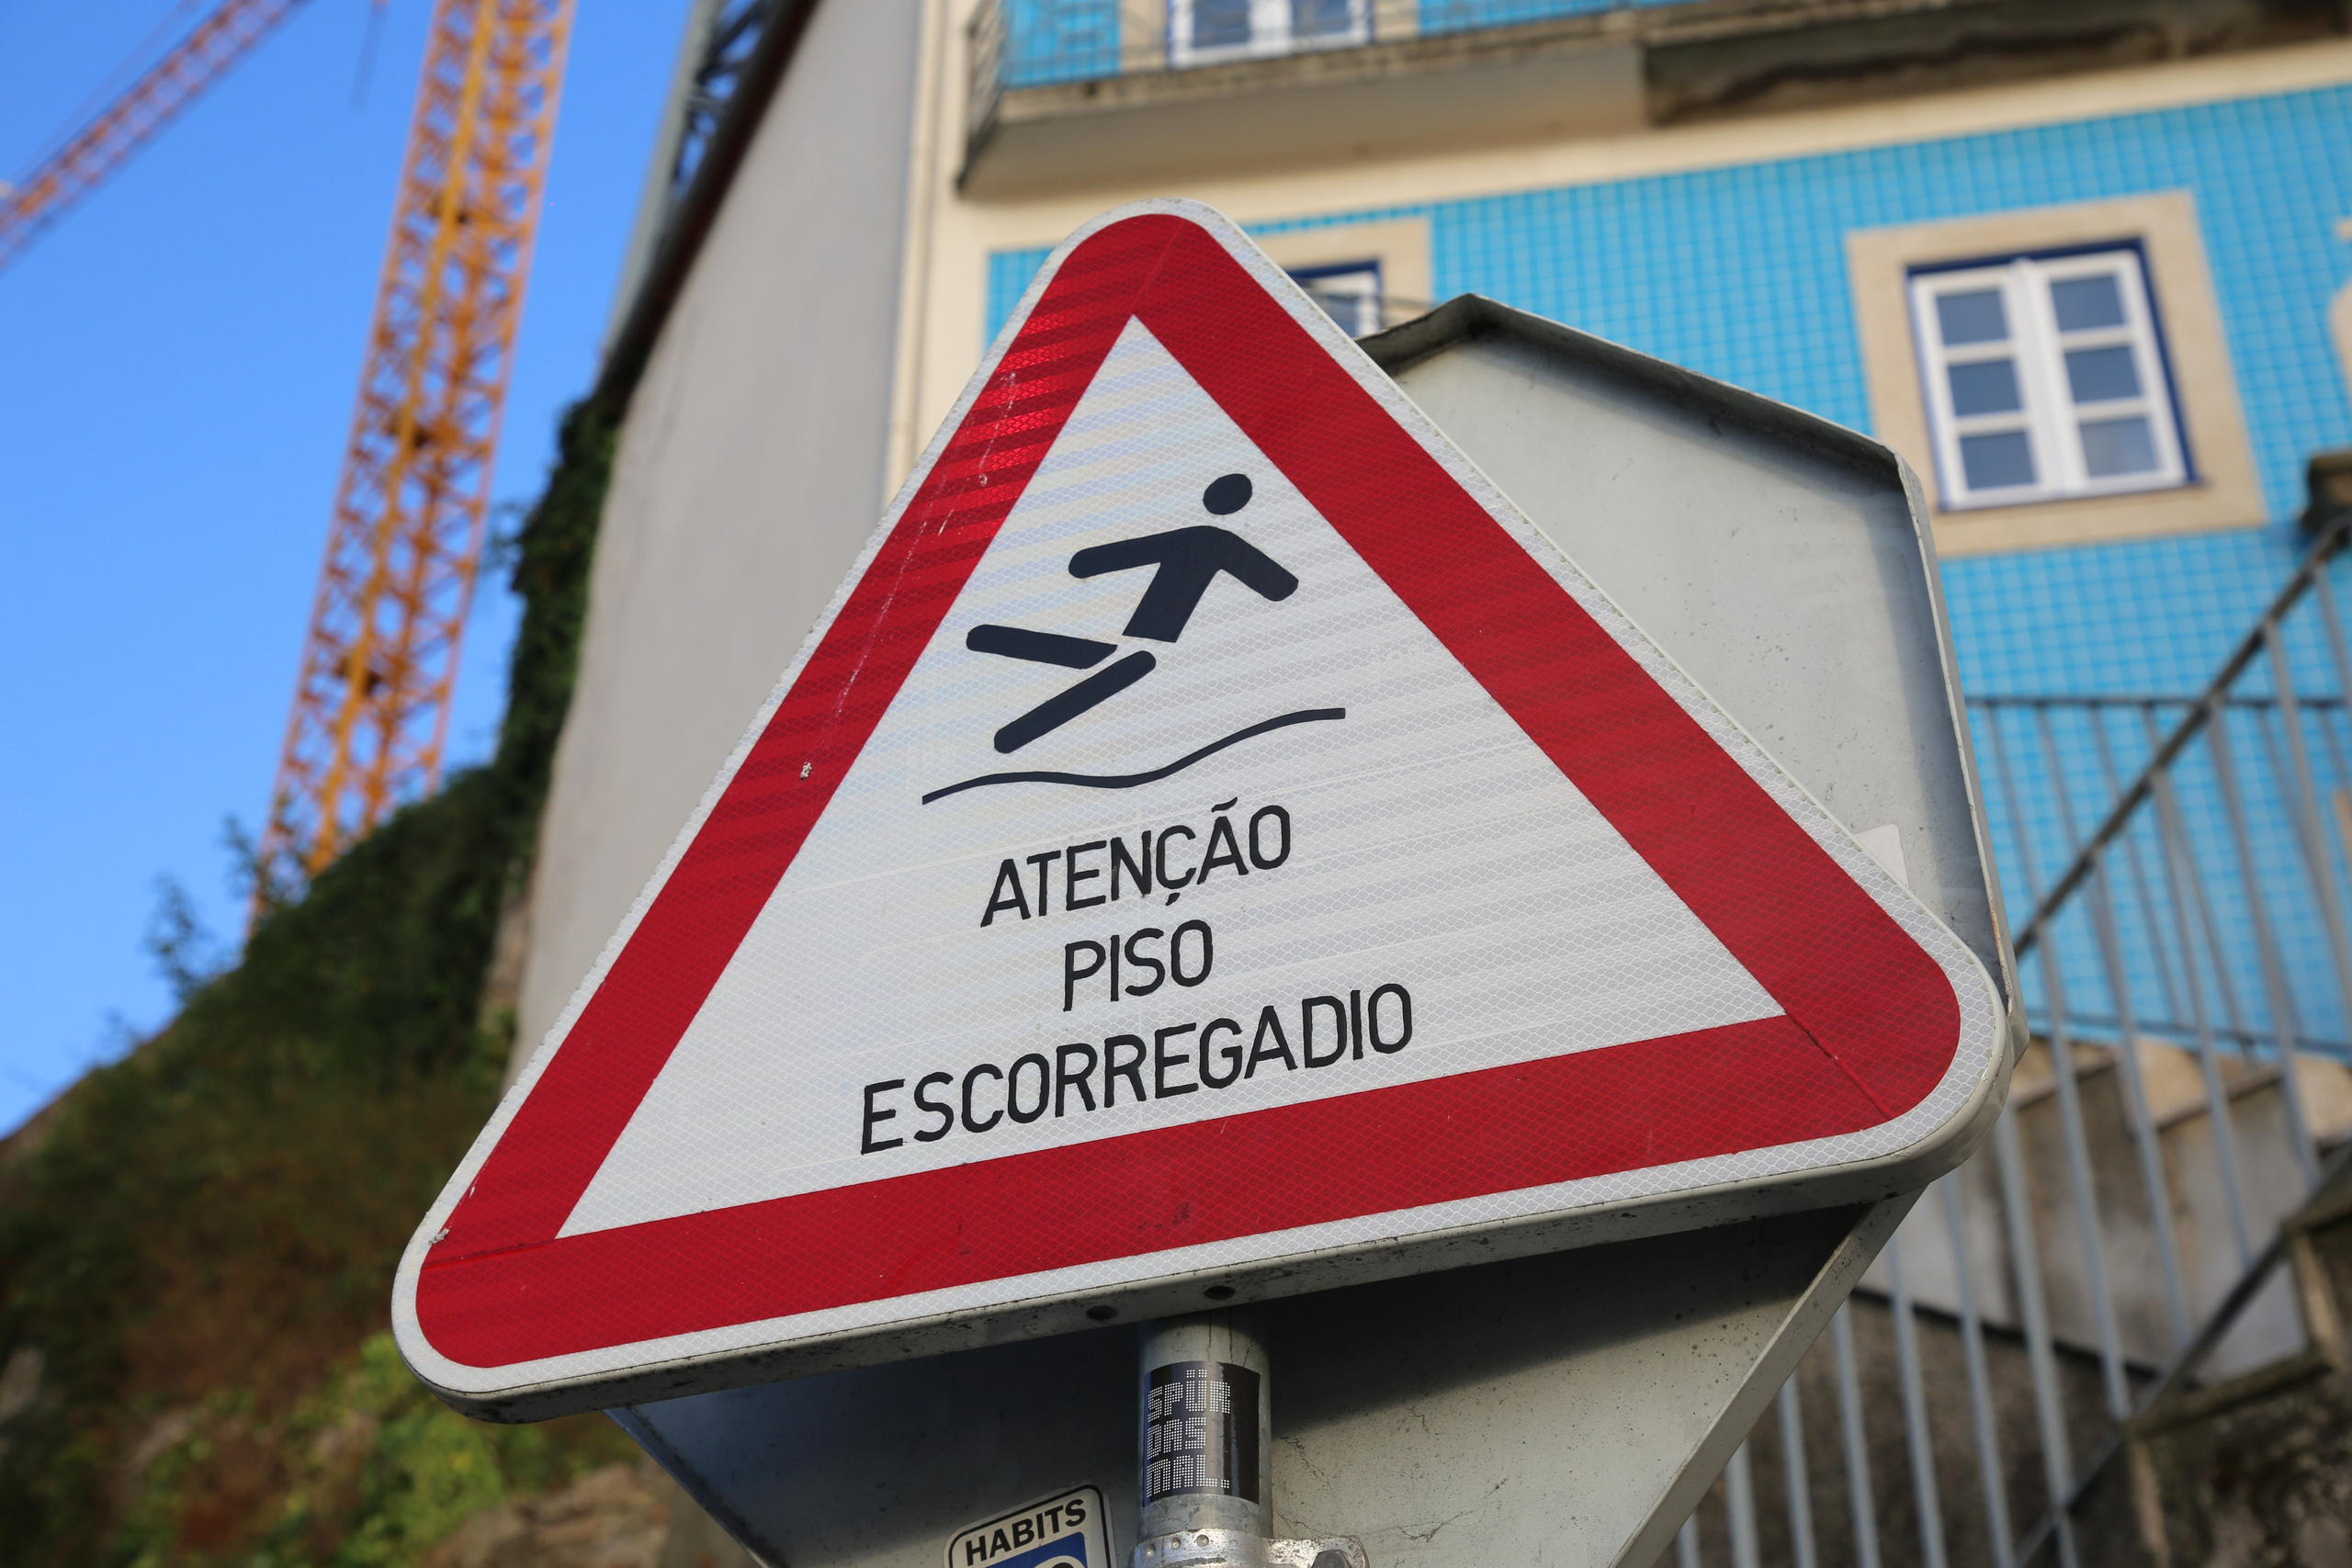 ATENÇÃO
PISO
ESCORREGADIO
SPÜR
DAS
MAL.
HABITS